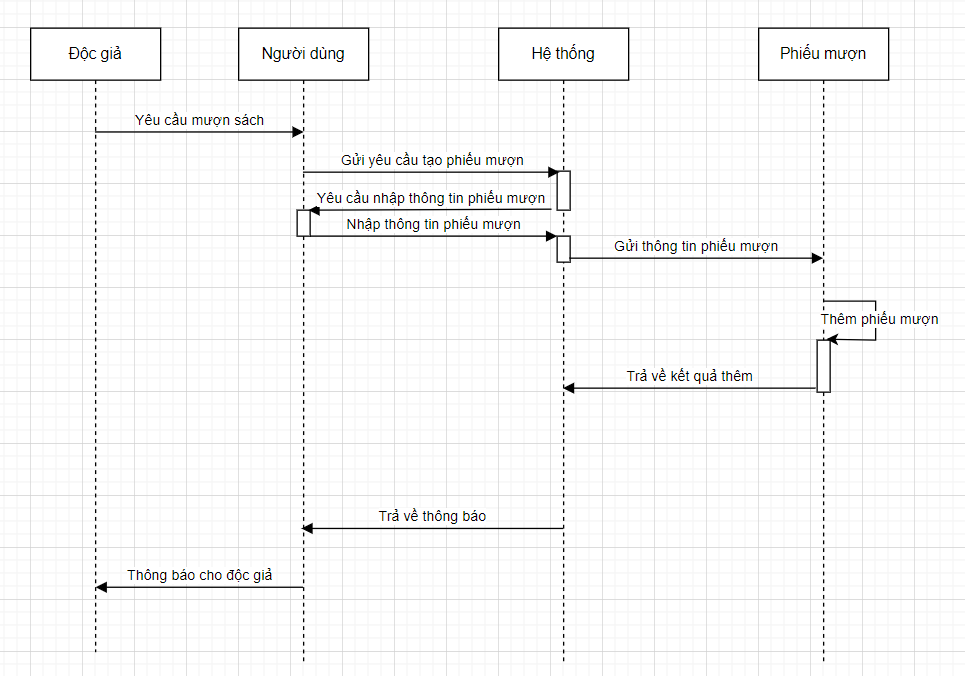 Độc giả
Người dùng
Hệ thống
Phiếu mượn
Yêu cầu mượn sách
Gửi yêu cầu tạo phiếu mượn
Yêu cầu nhập thông tin phiếu mượn
Nhập thông tin phiếu mượn
Gửi thông tin phiếu mượn
Thêm phiếu mượn
Trả về kết quả thêm
Trả về thông báo
Thông báo cho độc giả